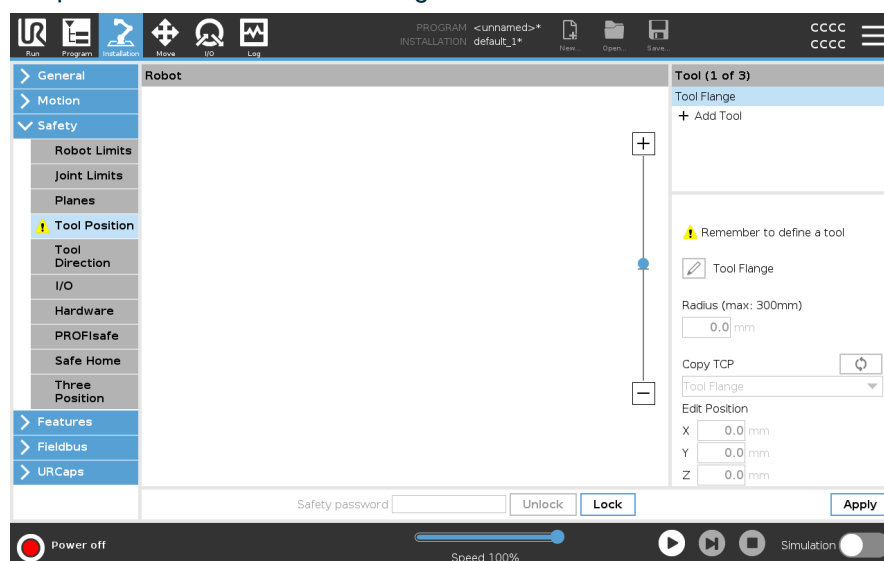 PROGRAM <unnamed>*
INSTALLATION default_1*
Run Program Installation Move I/O Log New... Open... Save...
CCCC
CCCC
General
Motion
Safety
Robot Limits
Joint Limits
Planes
Tool Position
Tool
Direction
I/O
Hardware
PROFIsafe
Safe Home
Three
Position
Features
Fieldbus
URCaps
Robot
Tool (1 of 3)
Tool Flange
+ Add Tool
Remember to define a tool
Tool Flange
Radius (max: 300mm)
0.0 mm
Copy TCP
Tool Flange
Edit Position
X 0.0 mm
Y 0.0 mm
Z 0.0 mm
Safety password Unlock Lock Apply
Power off
Speed 100%
Simulation